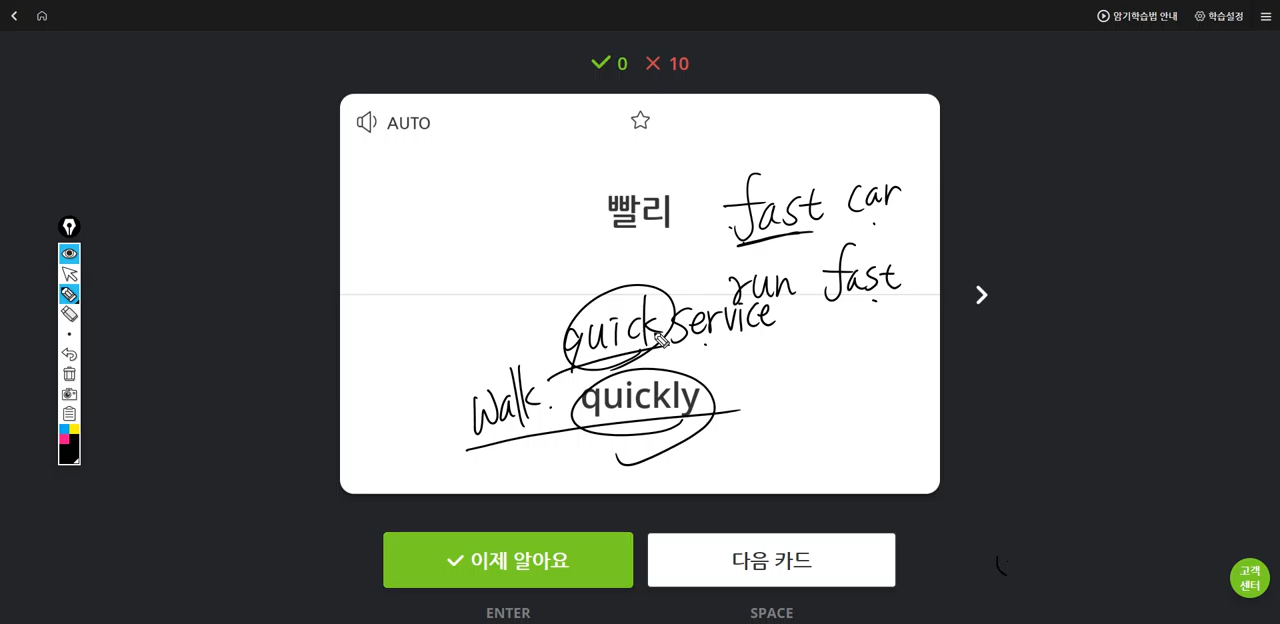 암기학습법 안내 학습설정
0 10
AUTO
빨리 fast car
run fast
quick service
walk quickly
이제 알아요 다음 카드
ENTER SPACE
고객
센터